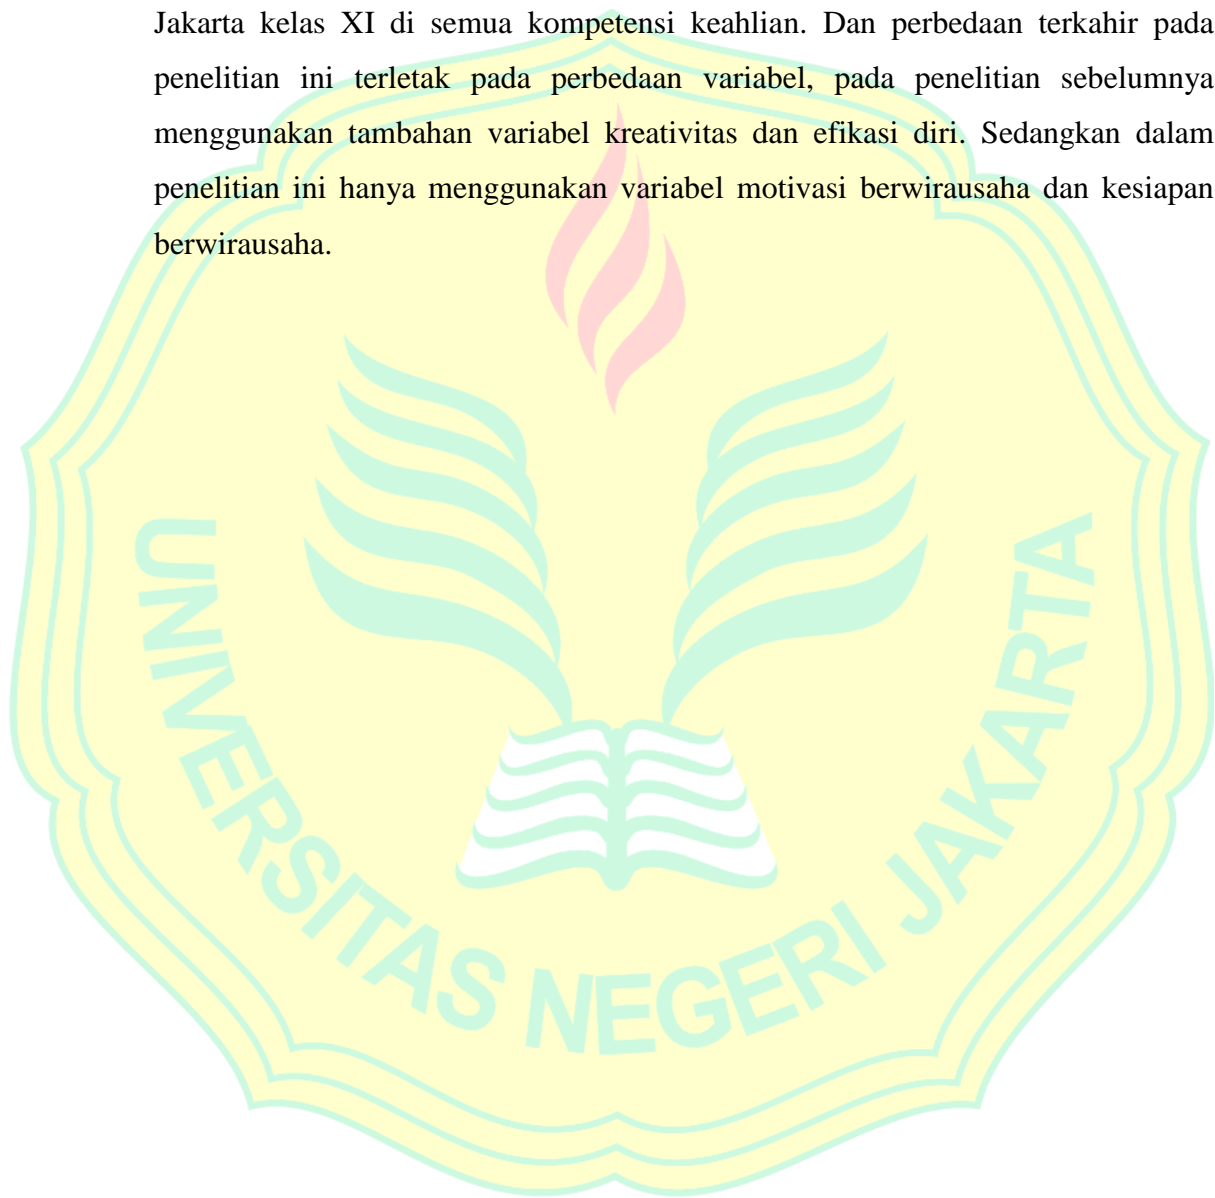 Jakarta kelas XI di semua kompetensi keahlian. Dan perbedaan terkahir pada
penelitian ini terletak pada perbedaan variabel, pada penelitian sebelumnya
menggunakan tambahan variabel kreativitas dan efikasi diri. Sedangkan dalam
penelitian ini hanya menggunakan variabel motivasi berwirausaha dan kesiapan
berwirausaha.
UNIVERSITAS NEGERI JAKARTA